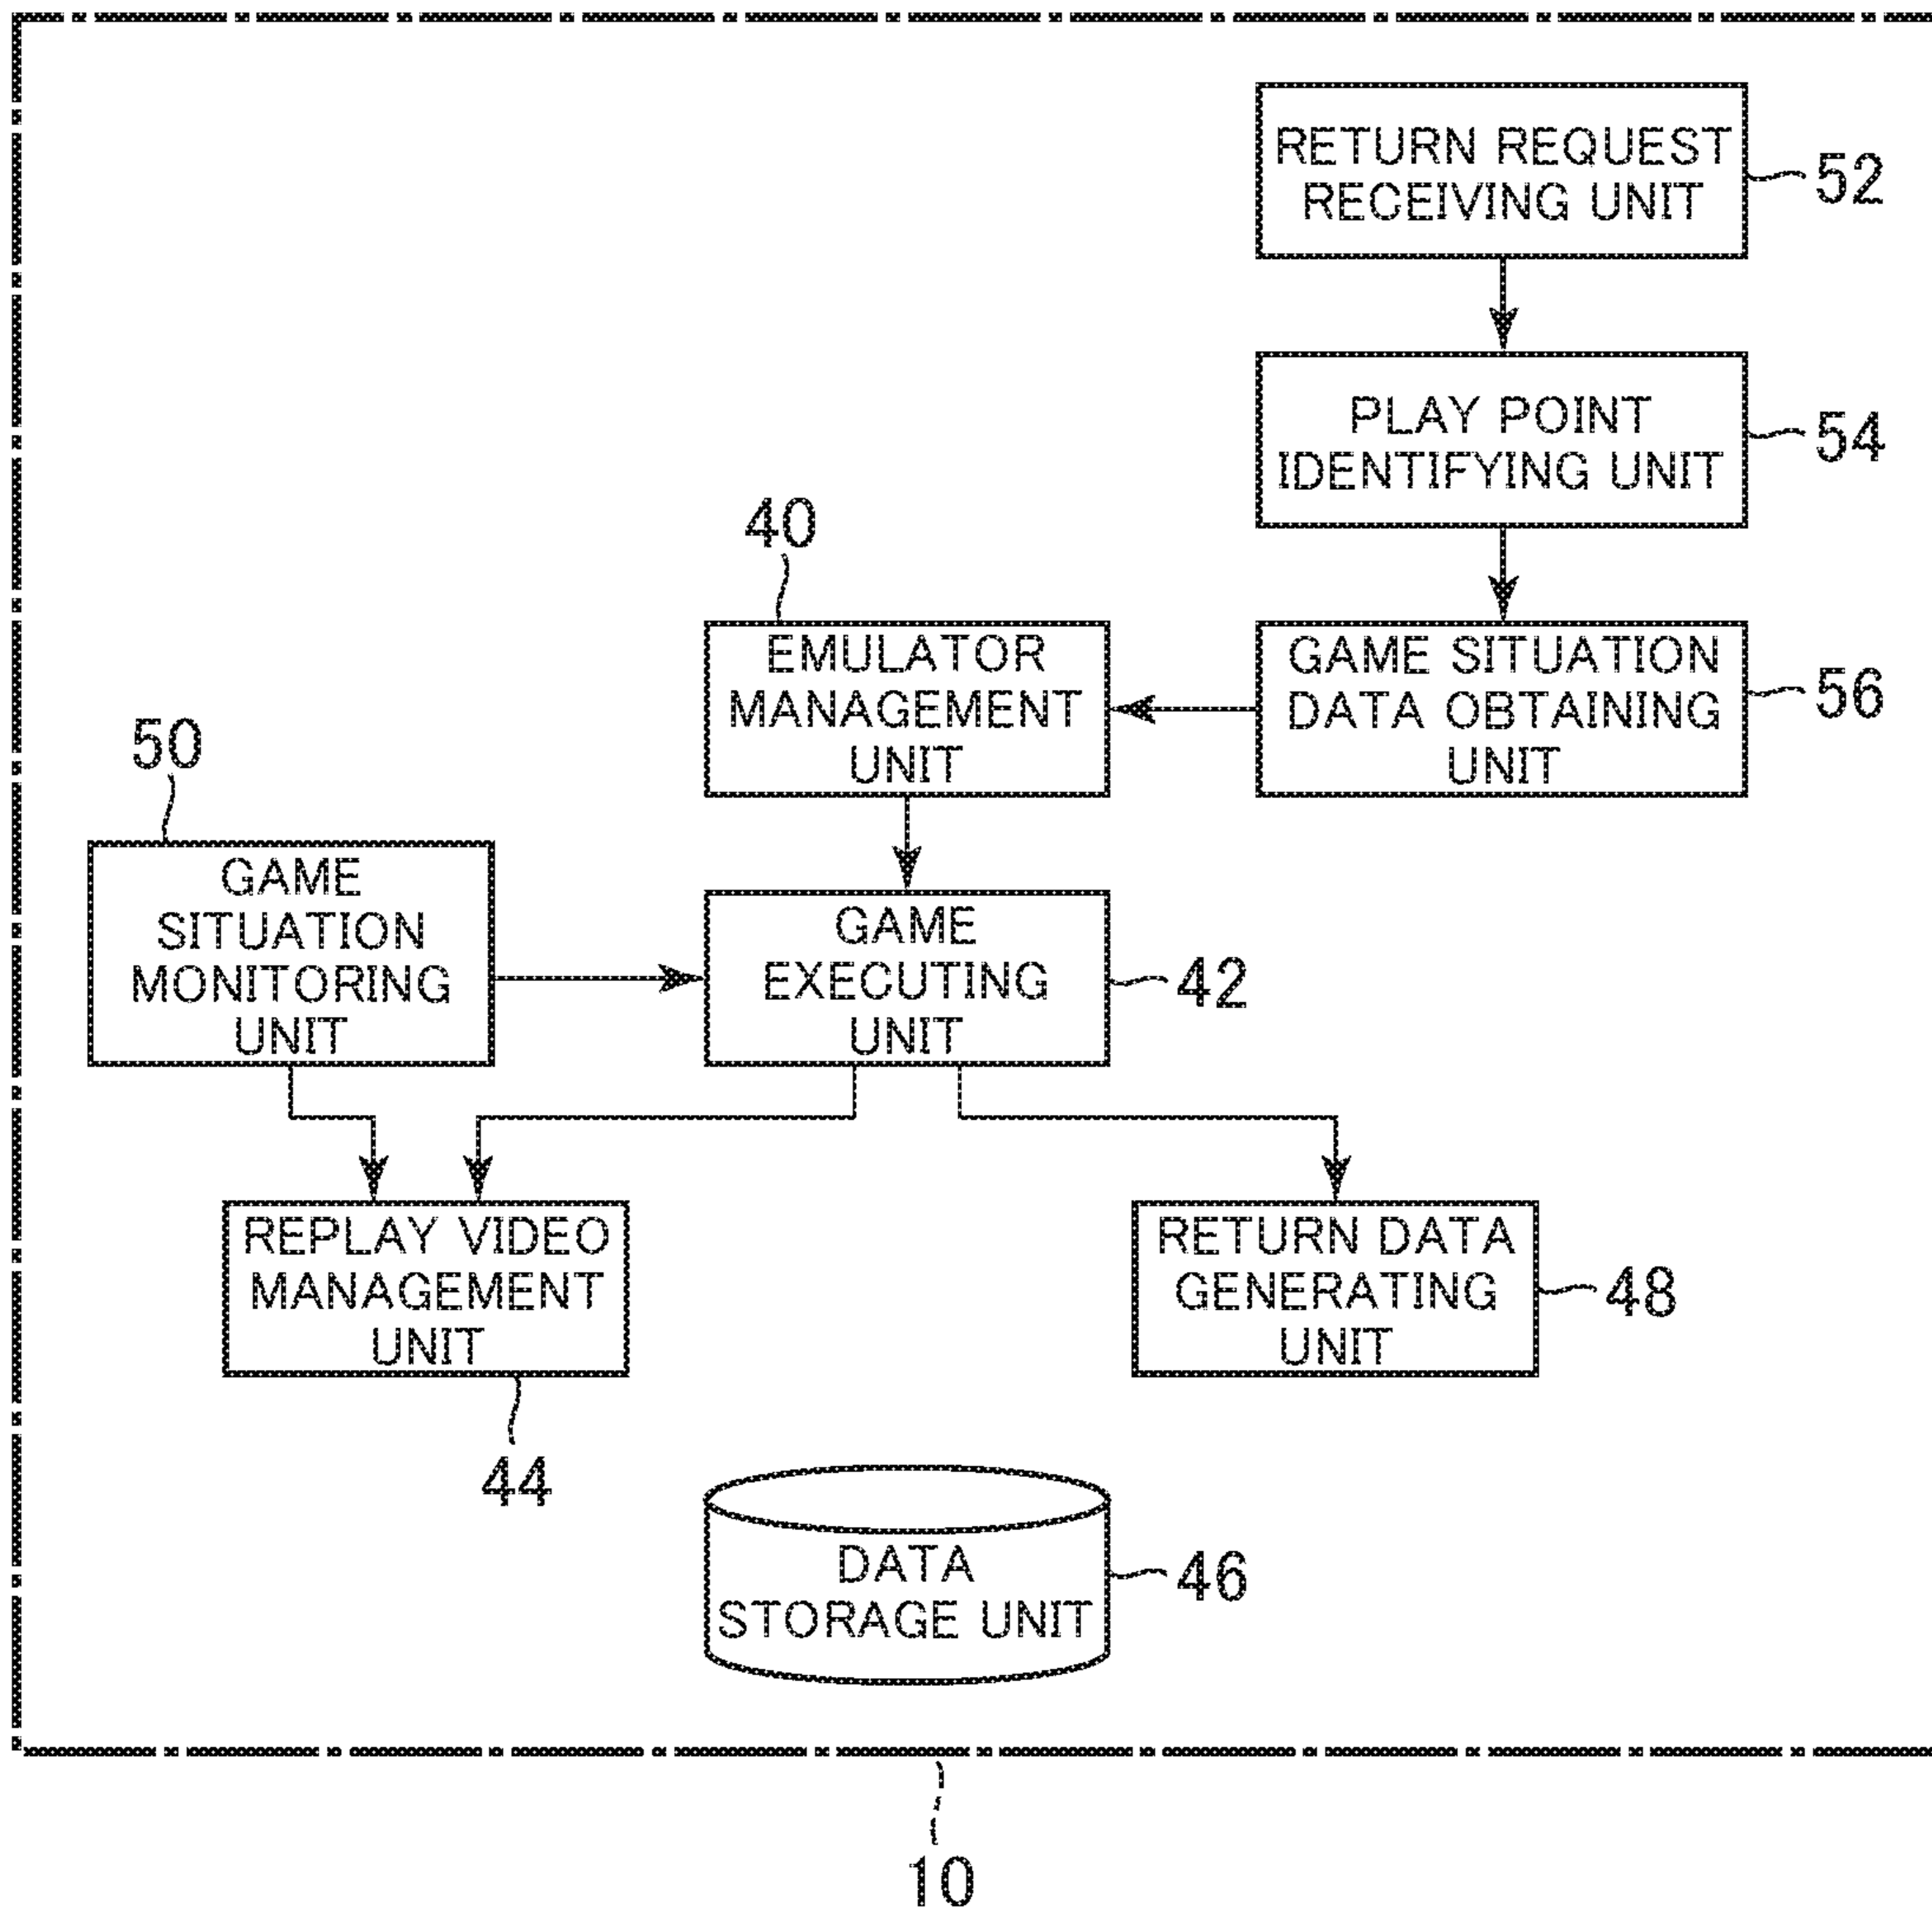 RETURN REQUEST
RECEIVING UNIT
52
PLAY POINT
IDENTIFYING UNIT
54
40
EMULATOR
MANAGEMENT
UNIT
GAME SITUATION
DATA OBTAINING
UNIT
56
50
GAME
SITUATION
MONITORING
UNIT
GAME
EXECUTING
UNIT
42
REPLAY VIDEO
MANAGEMENT
UNIT
44
RETURN DATA
GENERATING
UNIT
48
DATA
STORAGE UNIT
46
10